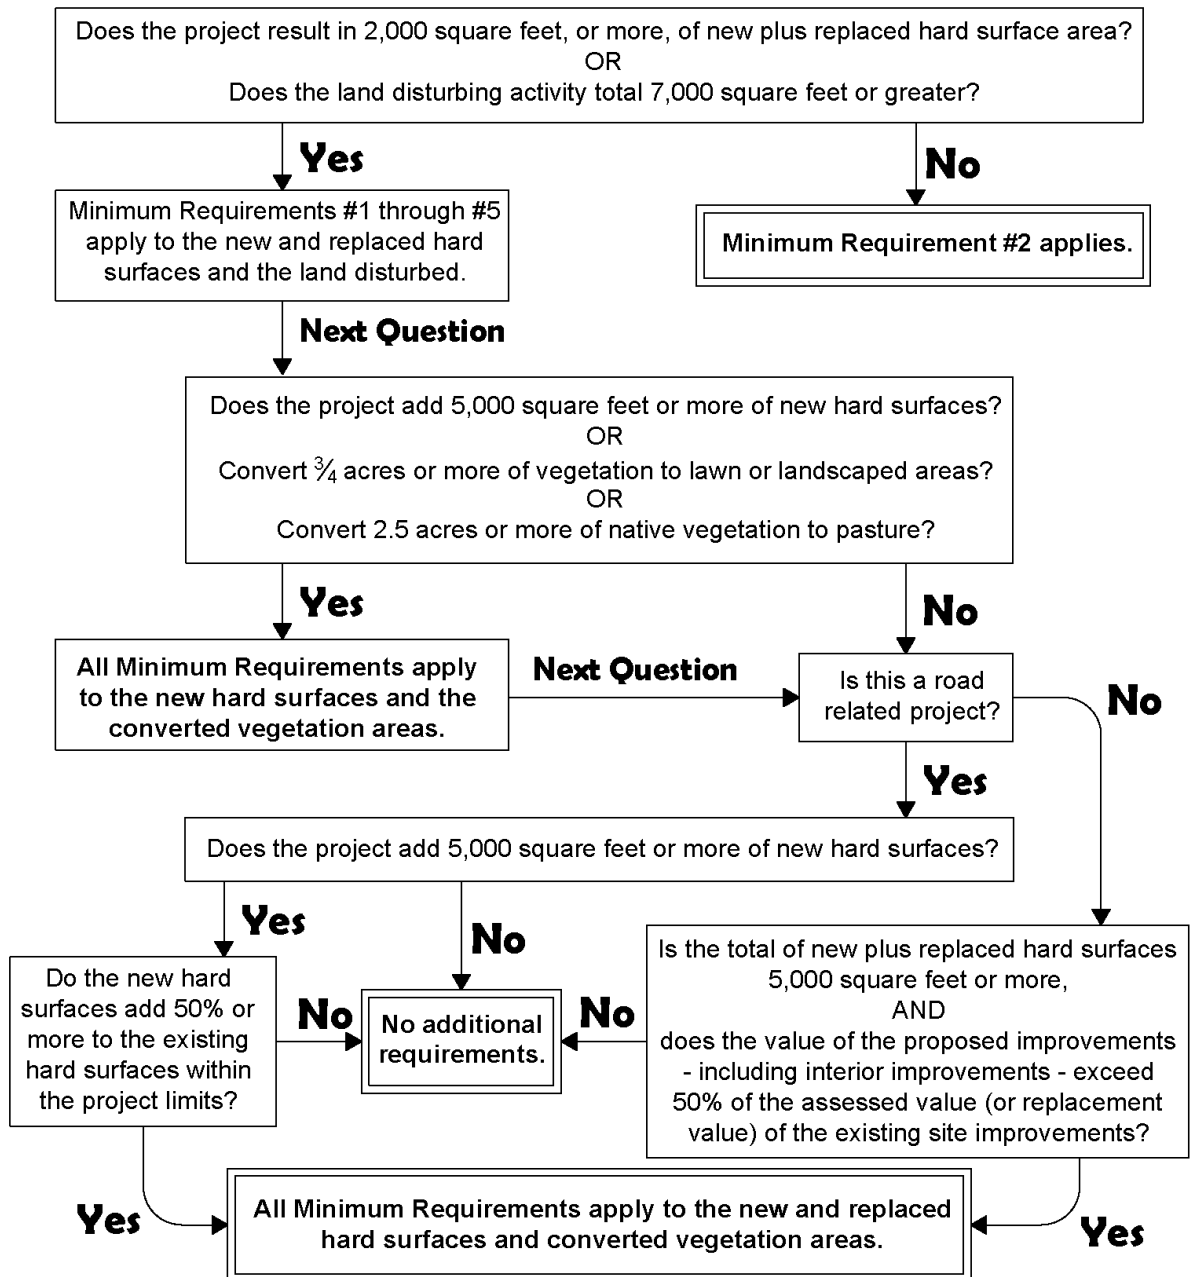 Does the project result in 2,000 square feet, or more, of new plus replaced hard surface area?
OR
Does the land disturbing activity total 7,000 square feet or greater?
Yes
No
Minimum Requirements #1 through #5
apply to the new and replaced hard
surfaces and the land disturbed.
Minimum Requirement #2 applies.
Next Question
Does the project add 5,000 square feet or more of new hard surfaces?
OR
Convert ¾ acres or more of vegetation to lawn or landscaped areas?
OR
Convert 2.5 acres or more of native vegetation to pasture?
Yes
No
All Minimum Requirements apply
to the new hard surfaces and the
converted vegetation areas.
Next Question
Is this a road
related project?
No
Yes
Does the project add 5,000 square feet or more of new hard surfaces?
Yes
No
Do the new hard
surfaces add 50% or
more to the existing
hard surfaces within
the project limits?
No
No additional
requirements.
No
Is the total of new plus replaced hard surfaces
5,000 square feet or more,
AND
does the value of the proposed improvements
- including interior improvements - exceed
50% of the assessed value (or replacement
value) of the existing site improvements?
Yes
All Minimum Requirements apply to the new and replaced
hard surfaces and converted vegetation areas.
Yes